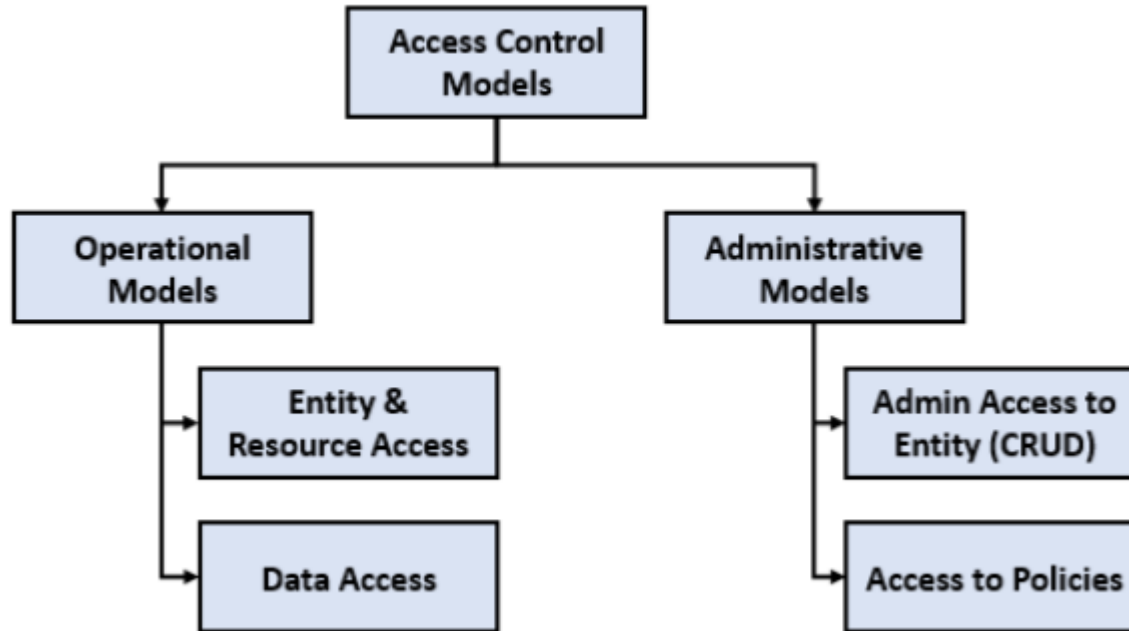 Access Control
Models
Operational
Models
Administrative
Models
Entity &
Resource Access
Admin Access to
Entity (CRUD)
Data Access
Access to Policies